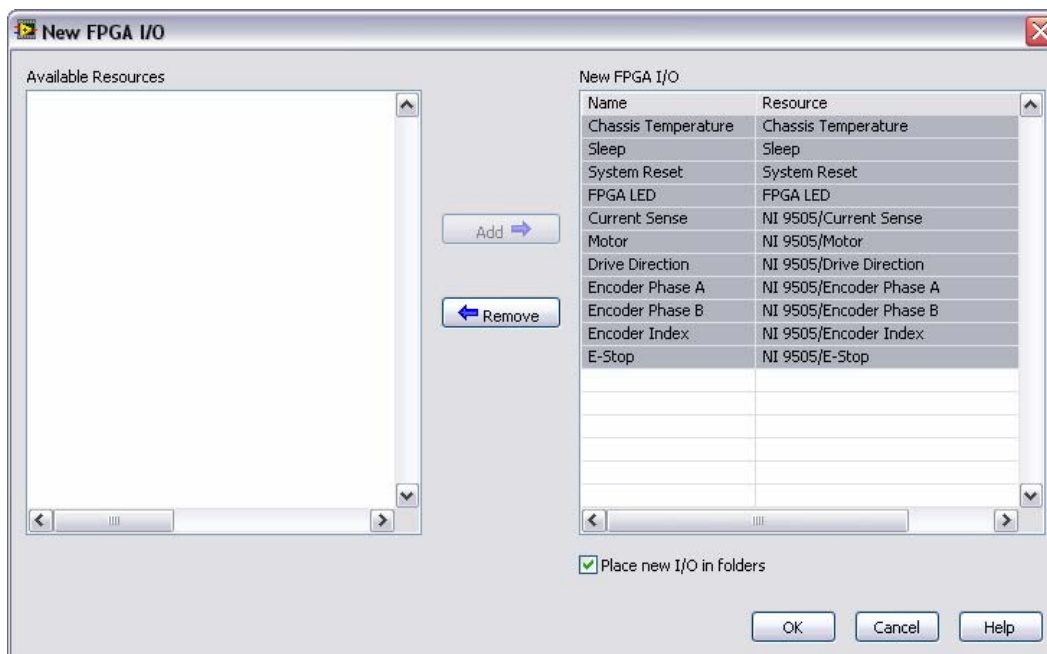 New FPGA I/O
Available Resources
New FPGA I/O
Name Resource
Chassis Temperature Chassis Temperature
Sleep Sleep
System Reset System Reset
FPGA LED FPGA LED
Current Sense NI 9505/Current Sense
Motor NI 9505/Motor
Drive Direction NI 9505/Drive Direction
Encoder Phase A NI 9505/Encoder Phase A
Encoder Phase B NI 9505/Encoder Phase B
Encoder Index NI 9505/Encoder Index
E-Stop NI 9505/E-Stop
Add
Remove
Place new I/O in folders
OK Cancel Help